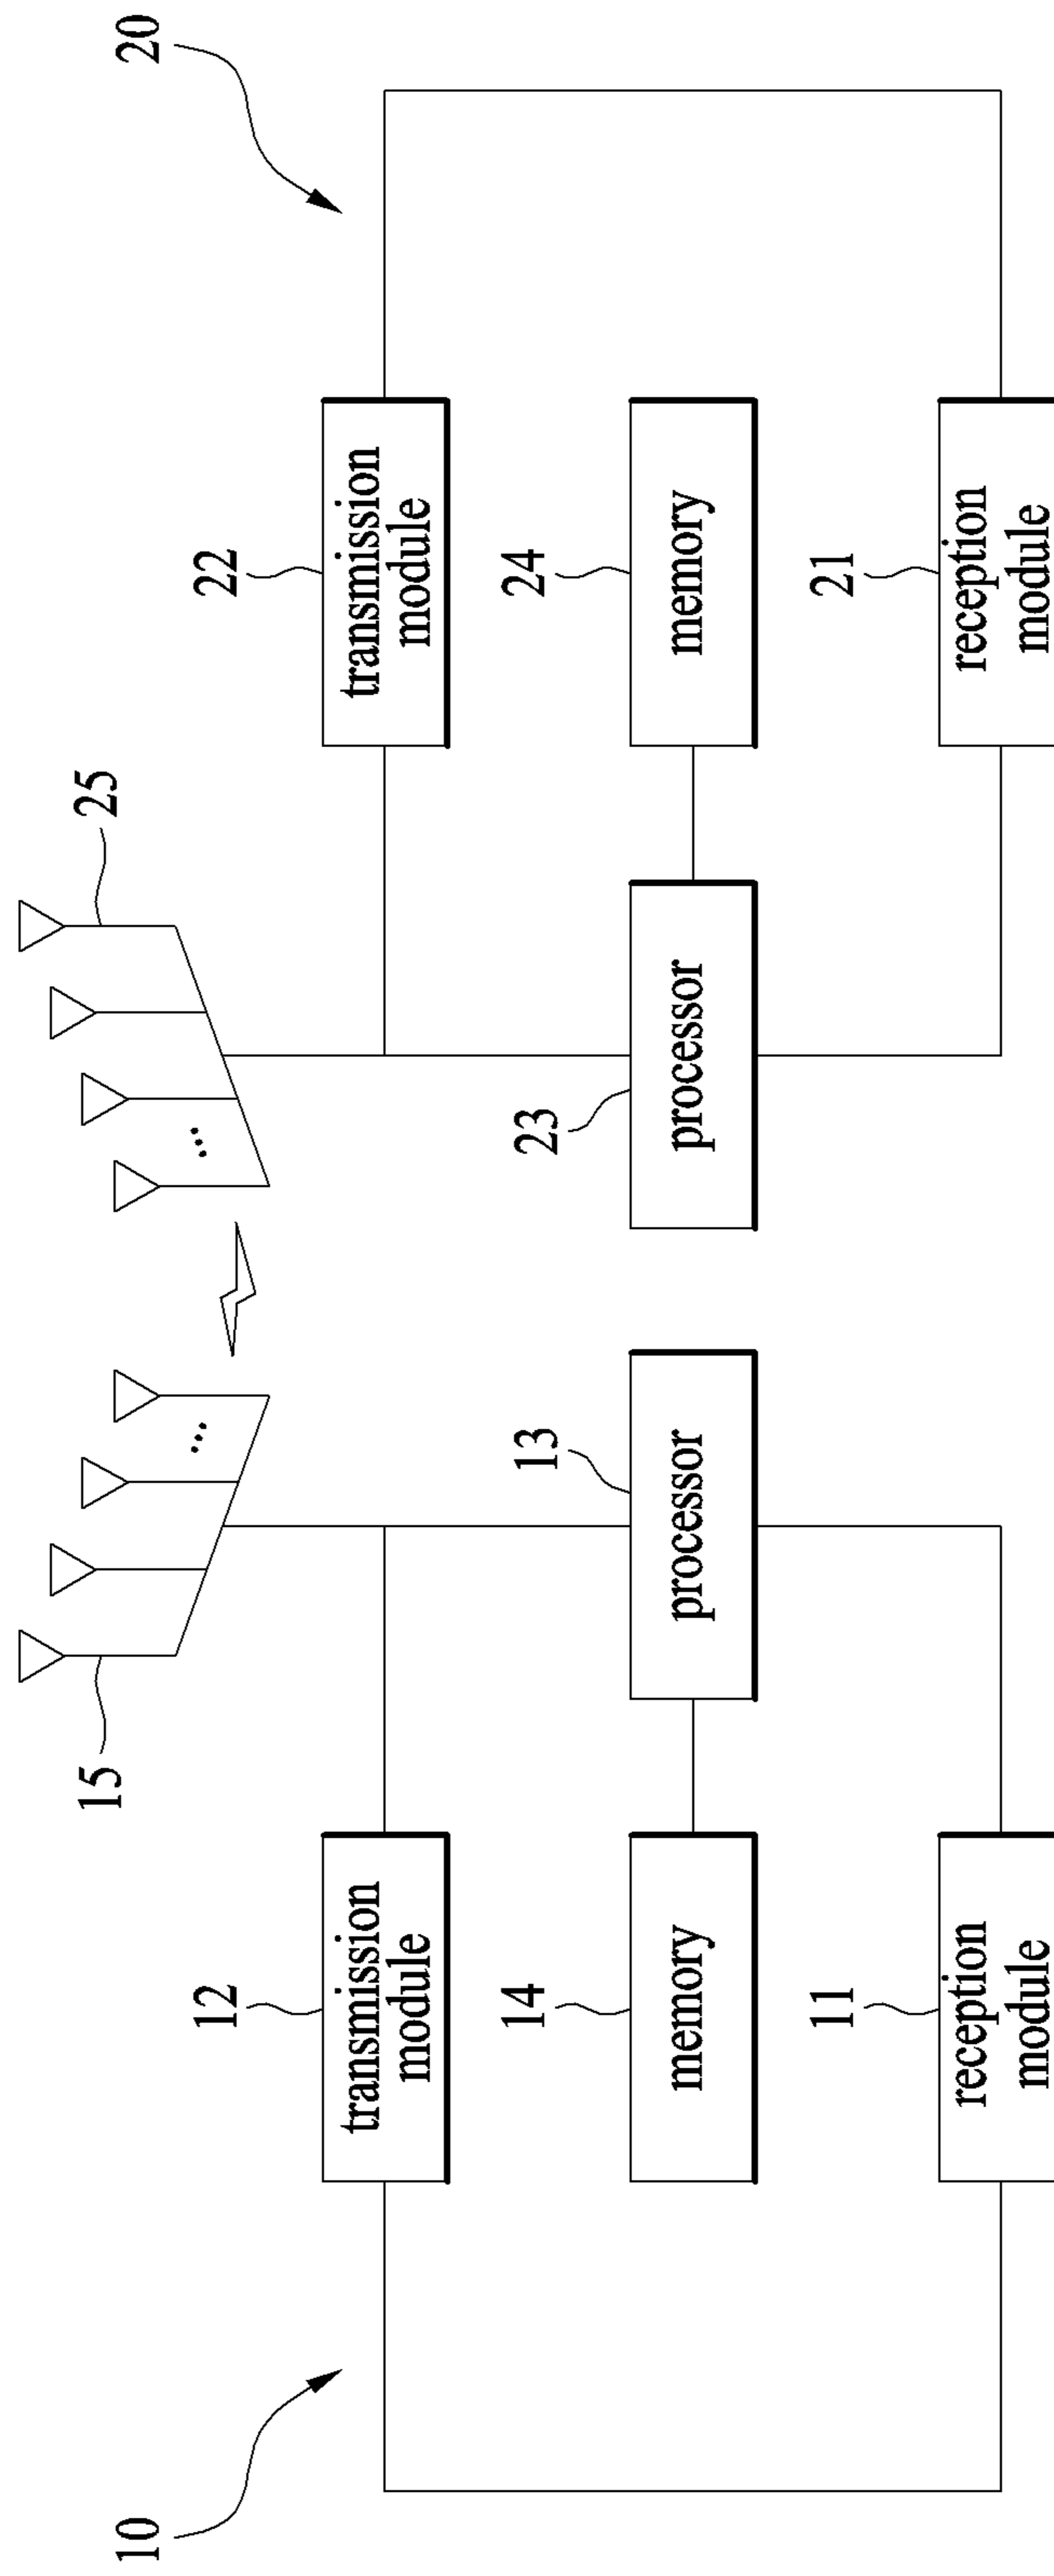 10
20
15
25
12
transmission
module
22
transmission
module
13
processor
23
processor
14
memory
24
memory
11
reception
module
21
reception
module